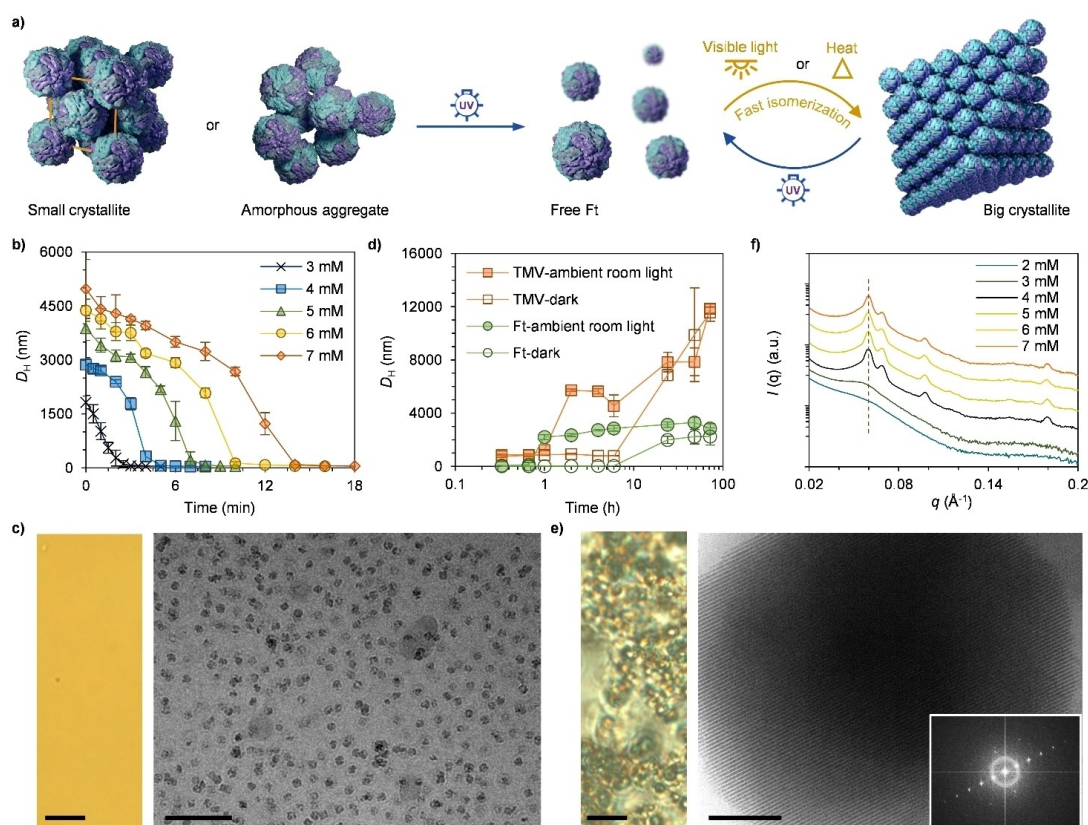 a)
Visible light
or
Heat
UV
or
Fast isomerization
UV
Small crystallite
Amorphous aggregate
Free Ft
Big crystallite
b)
6000
4500
3000
1500
0
D_H (nm)
3 mM
4 mM
5 mM
6 mM
7 mM
0
6
12
18
Time (min)
d)
16000
12000
8000
4000
0
D_H (nm)
TMV-ambient room light
TMV-dark
Ft-ambient room light
Ft-dark
0.1
1
10
100
Time (h)
f)
I (q) (a.u.)
2 mM
3 mM
4 mM
5 mM
6 mM
7 mM
0.02
0.08
0.14
0.2
q (Å⁻¹)
c)
e)